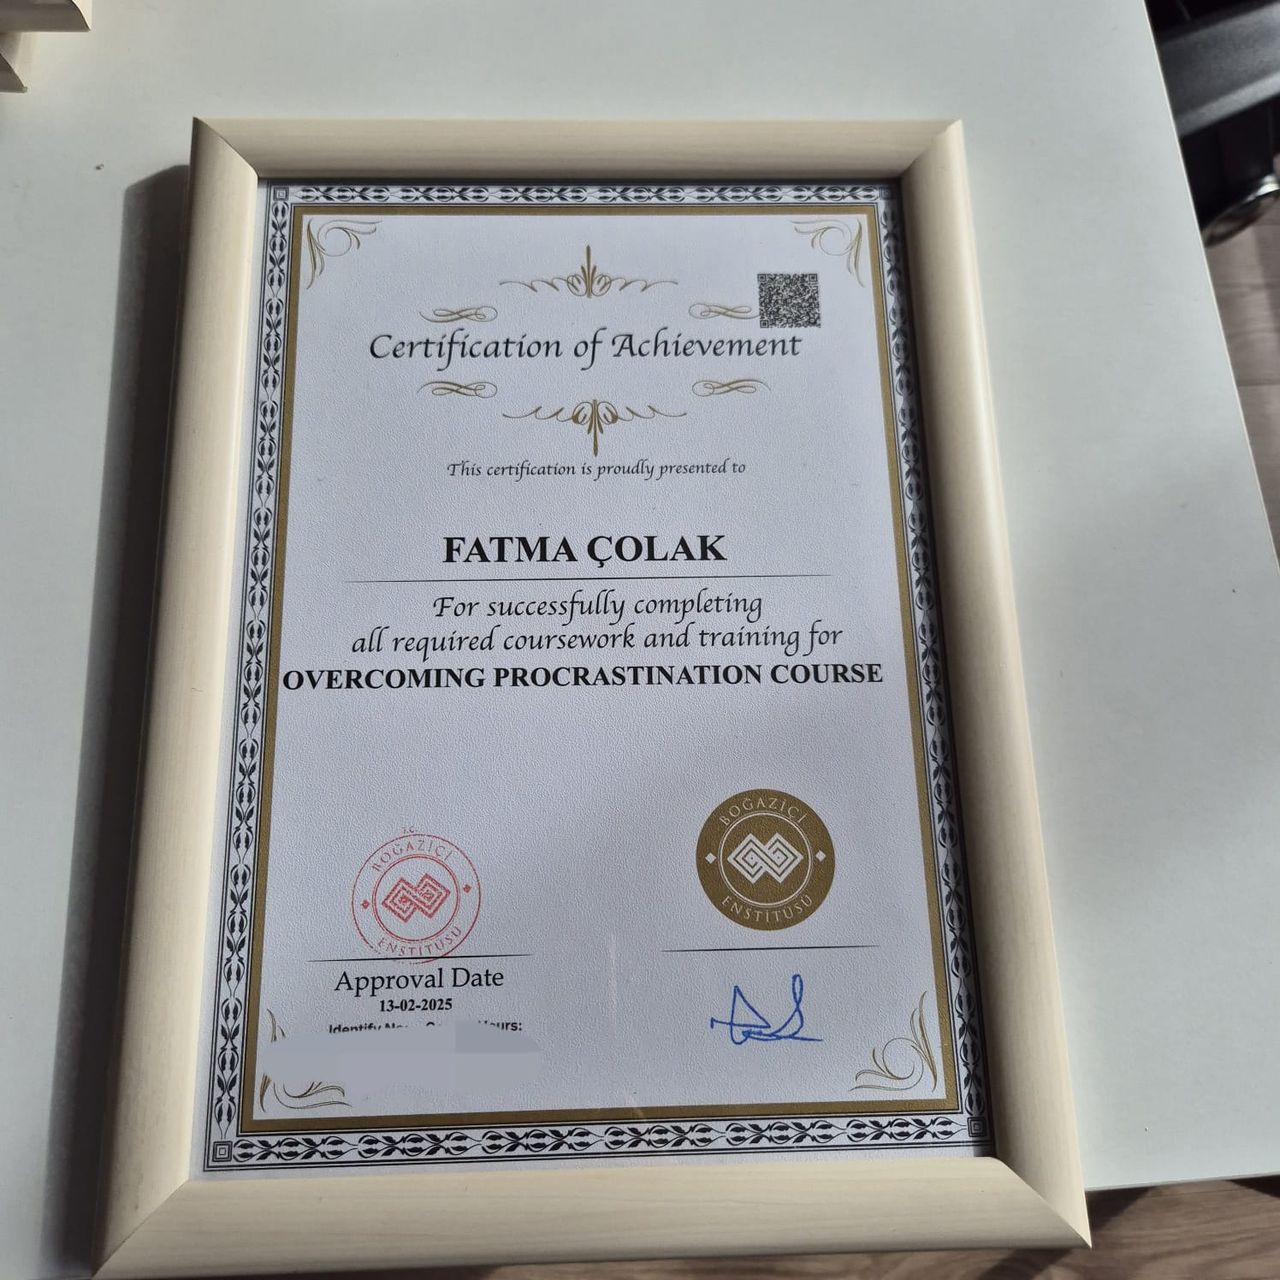 Certification of Achievement
This certification is proudly presented to
FATMA ÇOLAK
For successfully completing
all required coursework and training for
OVERCOMING PROCRASTINATION COURSE
T.C.
BOĞAZİÇİ
ENSTİTÜSÜ
BOĞAZİÇİ
ENSTİTÜSÜ
Approval Date
13-02-2025
Identify